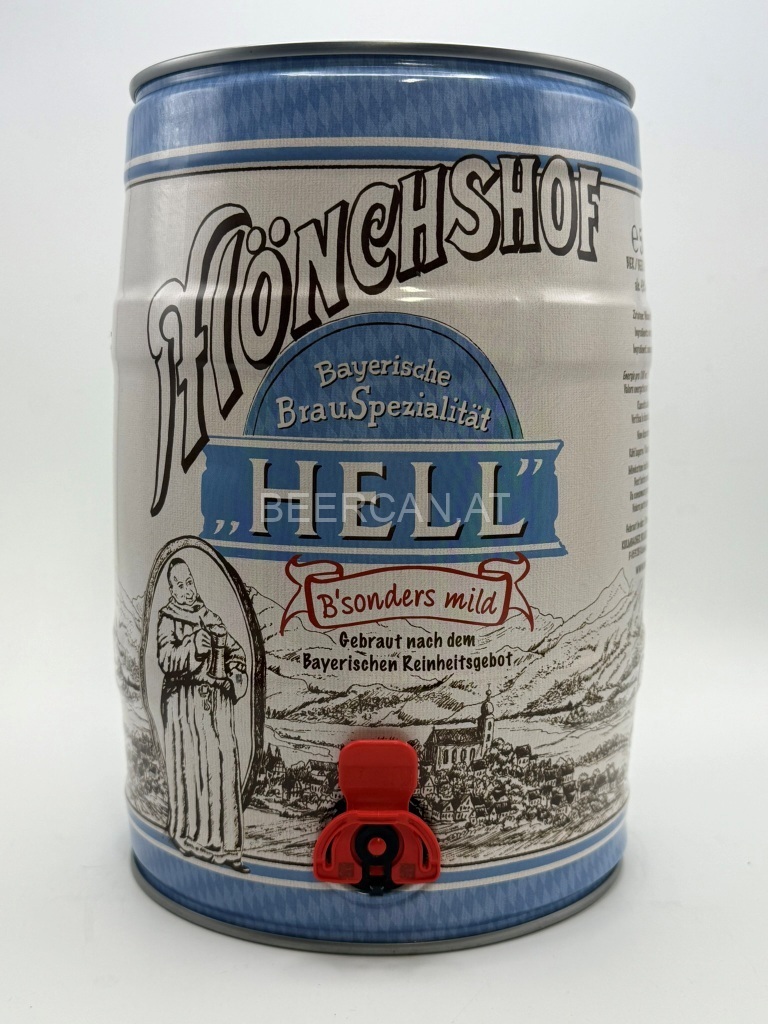 MÖNCHSHOF
Bayerische
BrauSpezialität
„HELL”
BEERCAN.AT
B'sonders mild
Gebraut nach dem
Bayerischen Reinheitsgebot